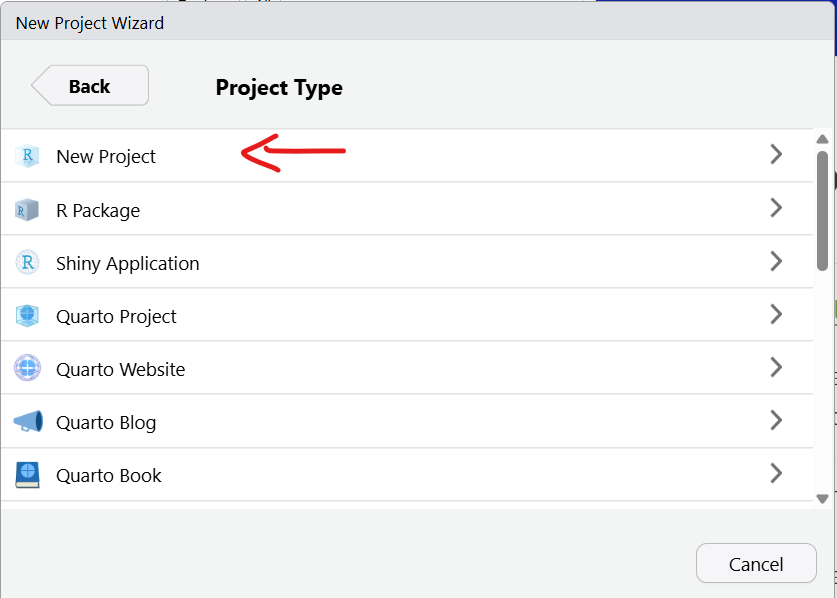 New Project Wizard
Back
Project Type
New Project
R Package
Shiny Application
Quarto Project
Quarto Website
Quarto Blog
Quarto Book
Cancel